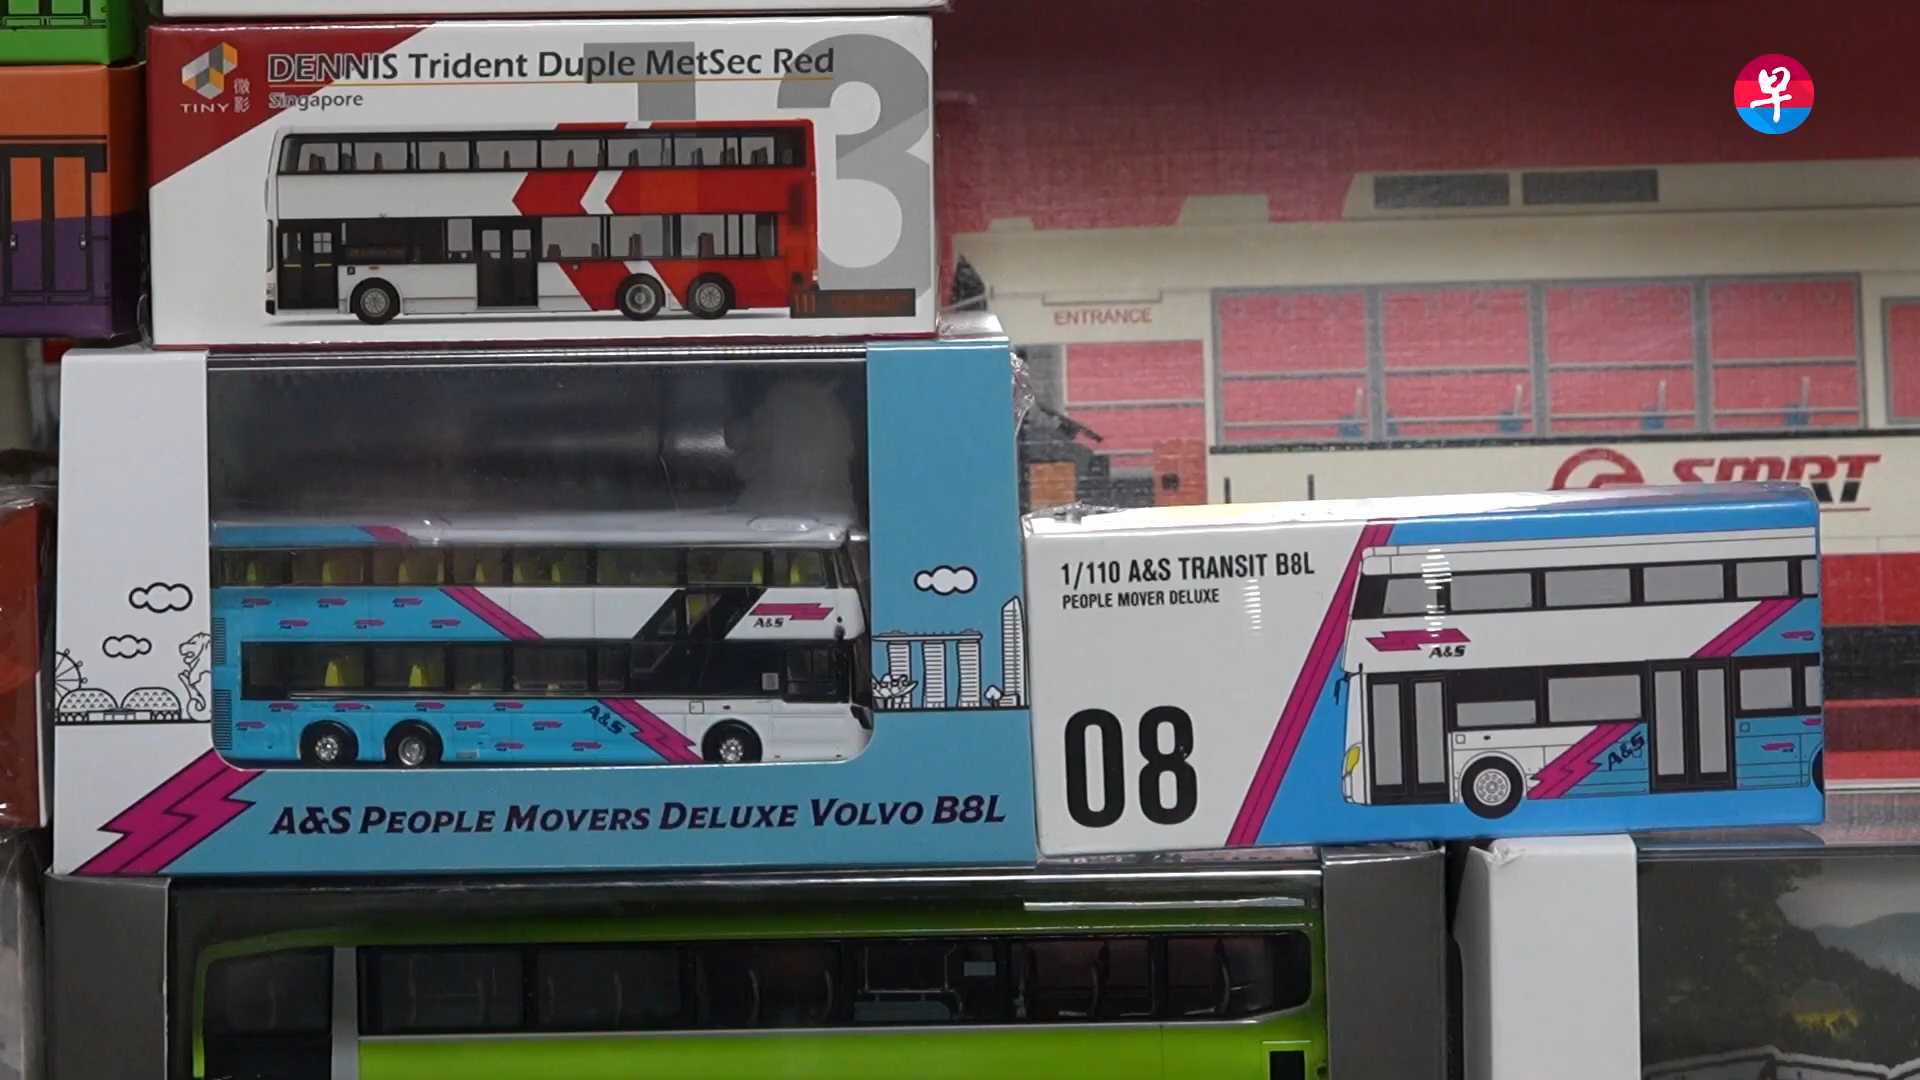 DENNIS Trident Duple MetSec Red
Singapore
13
TINY 微影
111
早
ENTRANCE
SMRT
1/110 A&S TRANSIT B8L
PEOPLE MOVER DELUXE
08
A&S
A&S
A&S
A&S
A&S PEOPLE MOVERS DELUXE VOLVO B8L